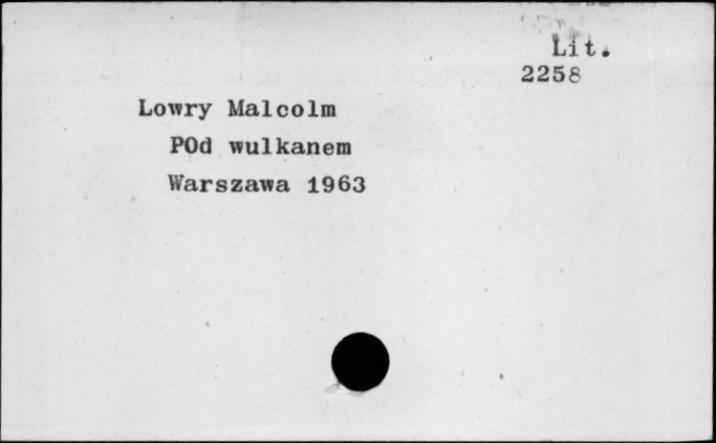 Lit.
2258
Lowry Malcolm
POd wulkanem
Warszawa 1963